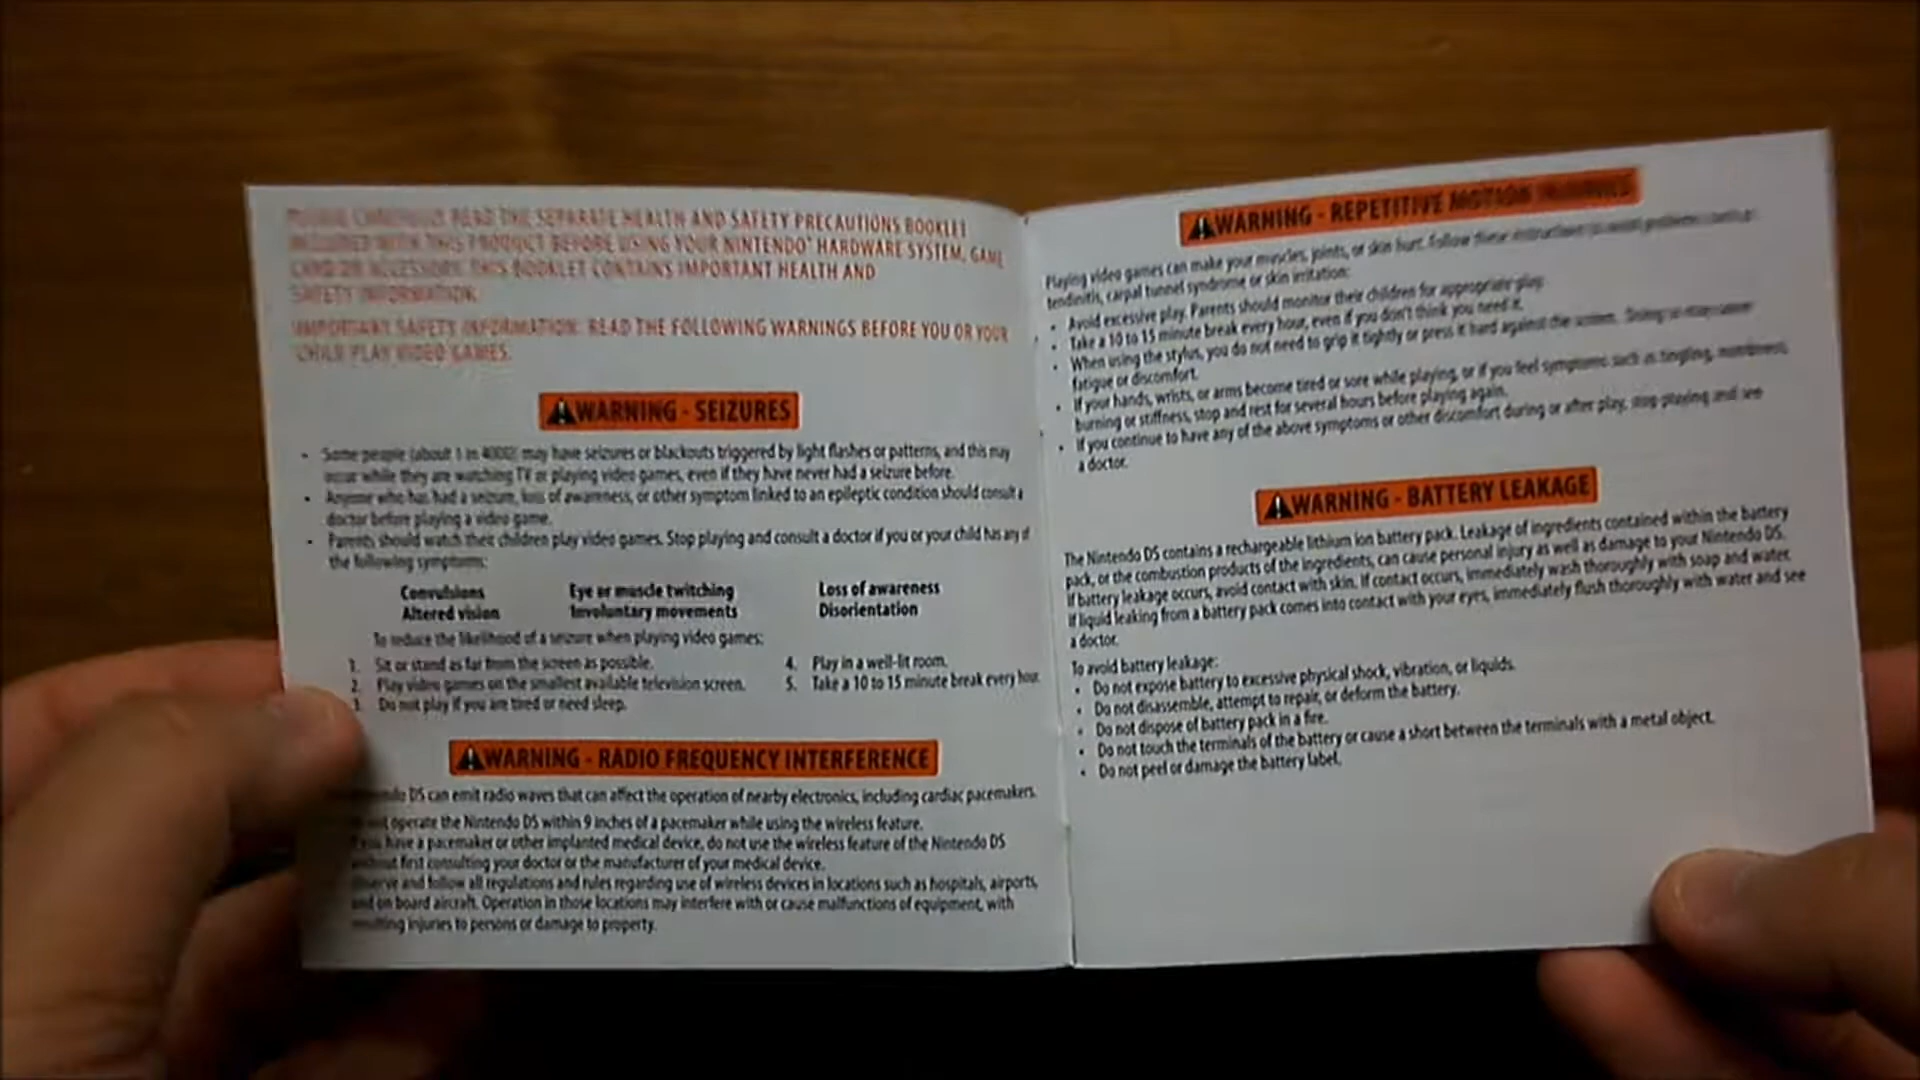 PLEASE CAREFULLY READ THE SEPARATE HEALTH AND SAFETY PRECAUTIONS BOOKLET
INCLUDED WITH THIS PRODUCT BEFORE USING YOUR NINTENDO® HARDWARE SYSTEM, GAME
CARD OR ACCESSORY. THIS BOOKLET CONTAINS IMPORTANT HEALTH AND
SAFETY INFORMATION.
IMPORTANT SAFETY INFORMATION: READ THE FOLLOWING WARNINGS BEFORE YOU OR YOUR
CHILD PLAY VIDEO GAMES.
WARNING - SEIZURES
• Some people (about 1 in 4000) may have seizures or blackouts triggered by light flashes or patterns, and this may
occur while they are watching TV or playing video games, even if they have never had a seizure before.
• Anyone who has had a seizure, loss of awareness, or other symptom linked to an epileptic condition should consult a
doctor before playing a video game.
• Parents should watch their children play video games. Stop playing and consult a doctor if you or your child has any of
the following symptoms:
Convulsions Eye or muscle twitching Loss of awareness
Altered vision Involuntary movements Disorientation
To reduce the likelihood of a seizure when playing video games:
1. Sit or stand as far from the screen as possible.
2. Play video games on the smallest available television screen.
3. Do not play if you are tired or need sleep.
4. Play in a well-lit room.
5. Take a 10 to 15 minute break every hour.
WARNING - RADIO FREQUENCY INTERFERENCE
DS can emit radio waves that can affect the operation of nearby electronics, including cardiac pacemakers.
operate the Nintendo DS within 9 inches of a pacemaker while using the wireless feature.
have a pacemaker or other implanted medical device, do not use the wireless feature of the Nintendo DS
without first consulting your doctor or the manufacturer of your medical device.
and follow all regulations and rules regarding use of wireless devices in locations such as hospitals, airports,
and on board aircraft. Operation in those locations may interfere with or cause malfunctions of equipment, with
resulting injuries to persons or damage to property.
WARNING - REPETITIVE MOTION INJURIES
Playing video games can make your muscles, joints, or skin hurt. Follow these instructions to avoid problems such as
tendinitis, carpal tunnel syndrome or skin irritation:
• Avoid excessive play. Parents should monitor their children for appropriate play.
• Take a 10 to 15 minute break every hour, even if you don't think you need it.
• When using the stylus, you do not need to grip it tightly or press it hard against the screen. Doing so may cause
fatigue or discomfort.
• If your hands, wrists, or arms become tired or sore while playing, or if you feel symptoms such as tingling, numbness,
burning or stiffness, stop and rest for several hours before playing again.
• If you continue to have any of the above symptoms or other discomfort during or after play, stop playing and see
a doctor.
WARNING - BATTERY LEAKAGE
The Nintendo DS contains a rechargeable lithium ion battery pack. Leakage of ingredients contained within the battery
pack, or the combustion products of the ingredients, can cause personal injury as well as damage to your Nintendo DS.
If battery leakage occurs, avoid contact with skin. If contact occurs, immediately wash thoroughly with soap and water.
If liquid leaking from a battery pack comes into contact with your eyes, immediately flush thoroughly with water and see
a doctor.
To avoid battery leakage:
• Do not expose battery to excessive physical shock, vibration, or liquids.
• Do not disassemble, attempt to repair, or deform the battery.
• Do not dispose of battery pack in a fire.
• Do not touch the terminals of the battery or cause a short between the terminals with a metal object.
• Do not peel or damage the battery label.